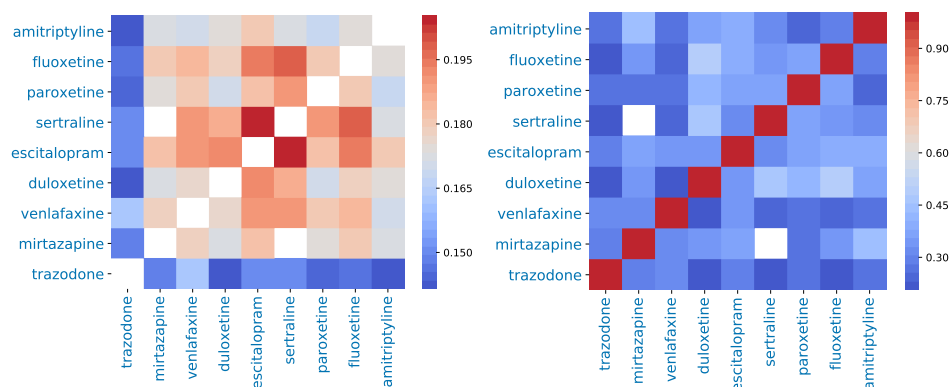 amitriptyline
fluoxetine
paroxetine
sertraline
escitalopram
duloxetine
venlafaxine
mirtazapine
trazodone
trazodone
mirtazapine
venlafaxine
duloxetine
escitalopram
sertraline
paroxetine
fluoxetine
amitriptyline
0.195
0.180
0.165
0.150
amitriptyline
fluoxetine
paroxetine
sertraline
escitalopram
duloxetine
venlafaxine
mirtazapine
trazodone
trazodone
mirtazapine
venlafaxine
duloxetine
escitalopram
sertraline
paroxetine
fluoxetine
amitriptyline
0.90
0.75
0.60
0.45
0.30